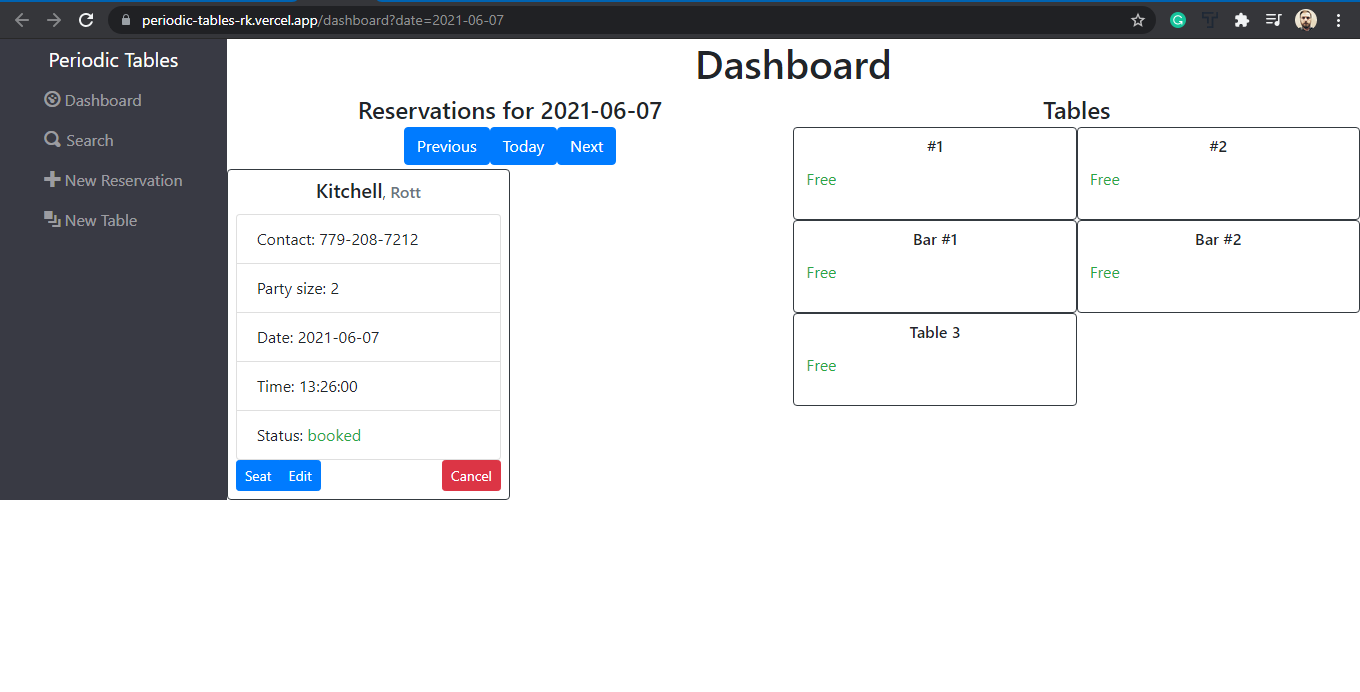 periodic-tables-rk.vercel.app/dashboard?date=2021-06-07
Periodic Tables
Dashboard
Search
New Reservation
New Table
Dashboard
Reservations for 2021-06-07
Previous Today Next
Kitchell, Rott
Contact: 779-208-7212
Party size: 2
Date: 2021-06-07
Time: 13:26:00
Status: booked
Seat Edit Cancel
Tables
#1
Free
#2
Free
Bar #1
Free
Bar #2
Free
Table 3
Free